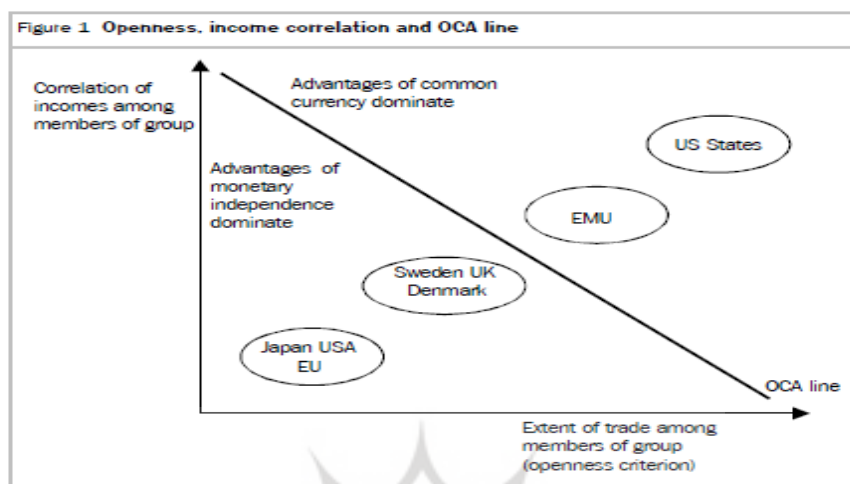 Figure 1 Openness, income correlation and OCA line
Correlation of
incomes among
members of group
Advantages of common
currency dominate
US States
Advantages of
monetary
independence
dominate
EMU
Sweden UK
Denmark
Japan USA
EU
OCA line
Extent of trade among
members of group
(openness criterion)